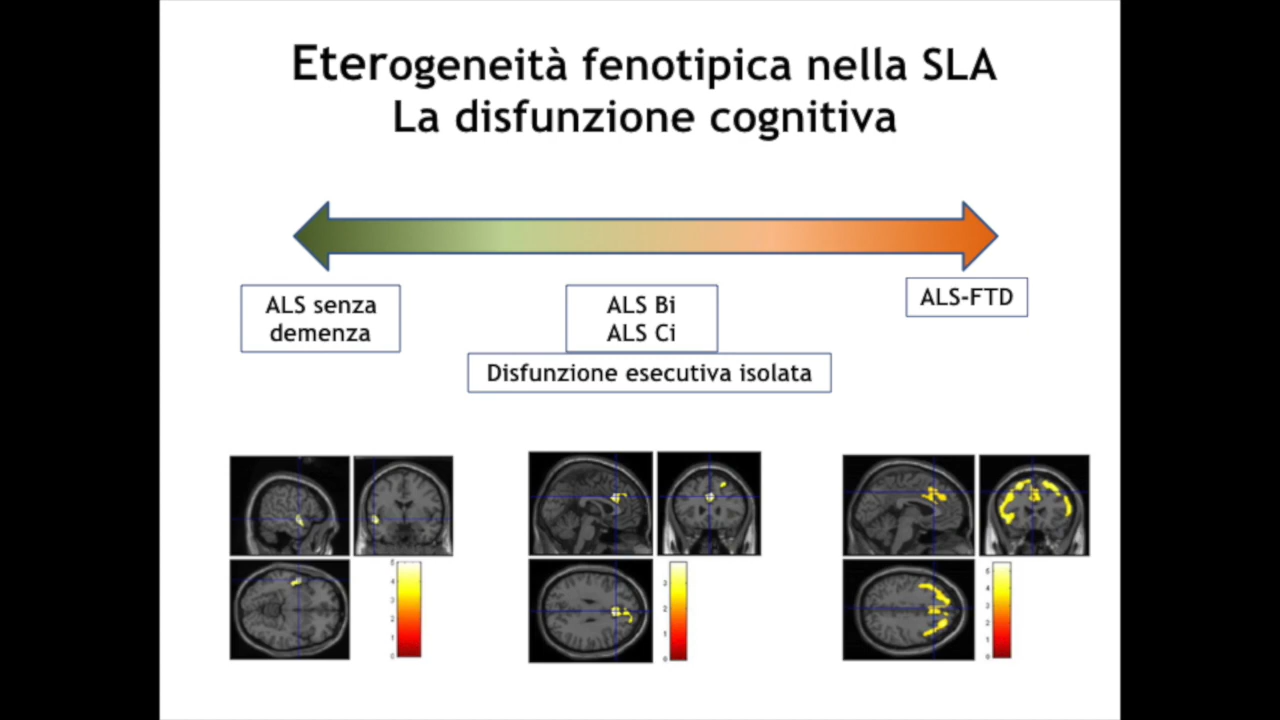 Eterogeneità fenotipica nella SLA
La disfunzione cognitiva
ALS senza
demenza
ALS Bi
ALS Ci
ALS-FTD
Disfunzione esecutiva isolata